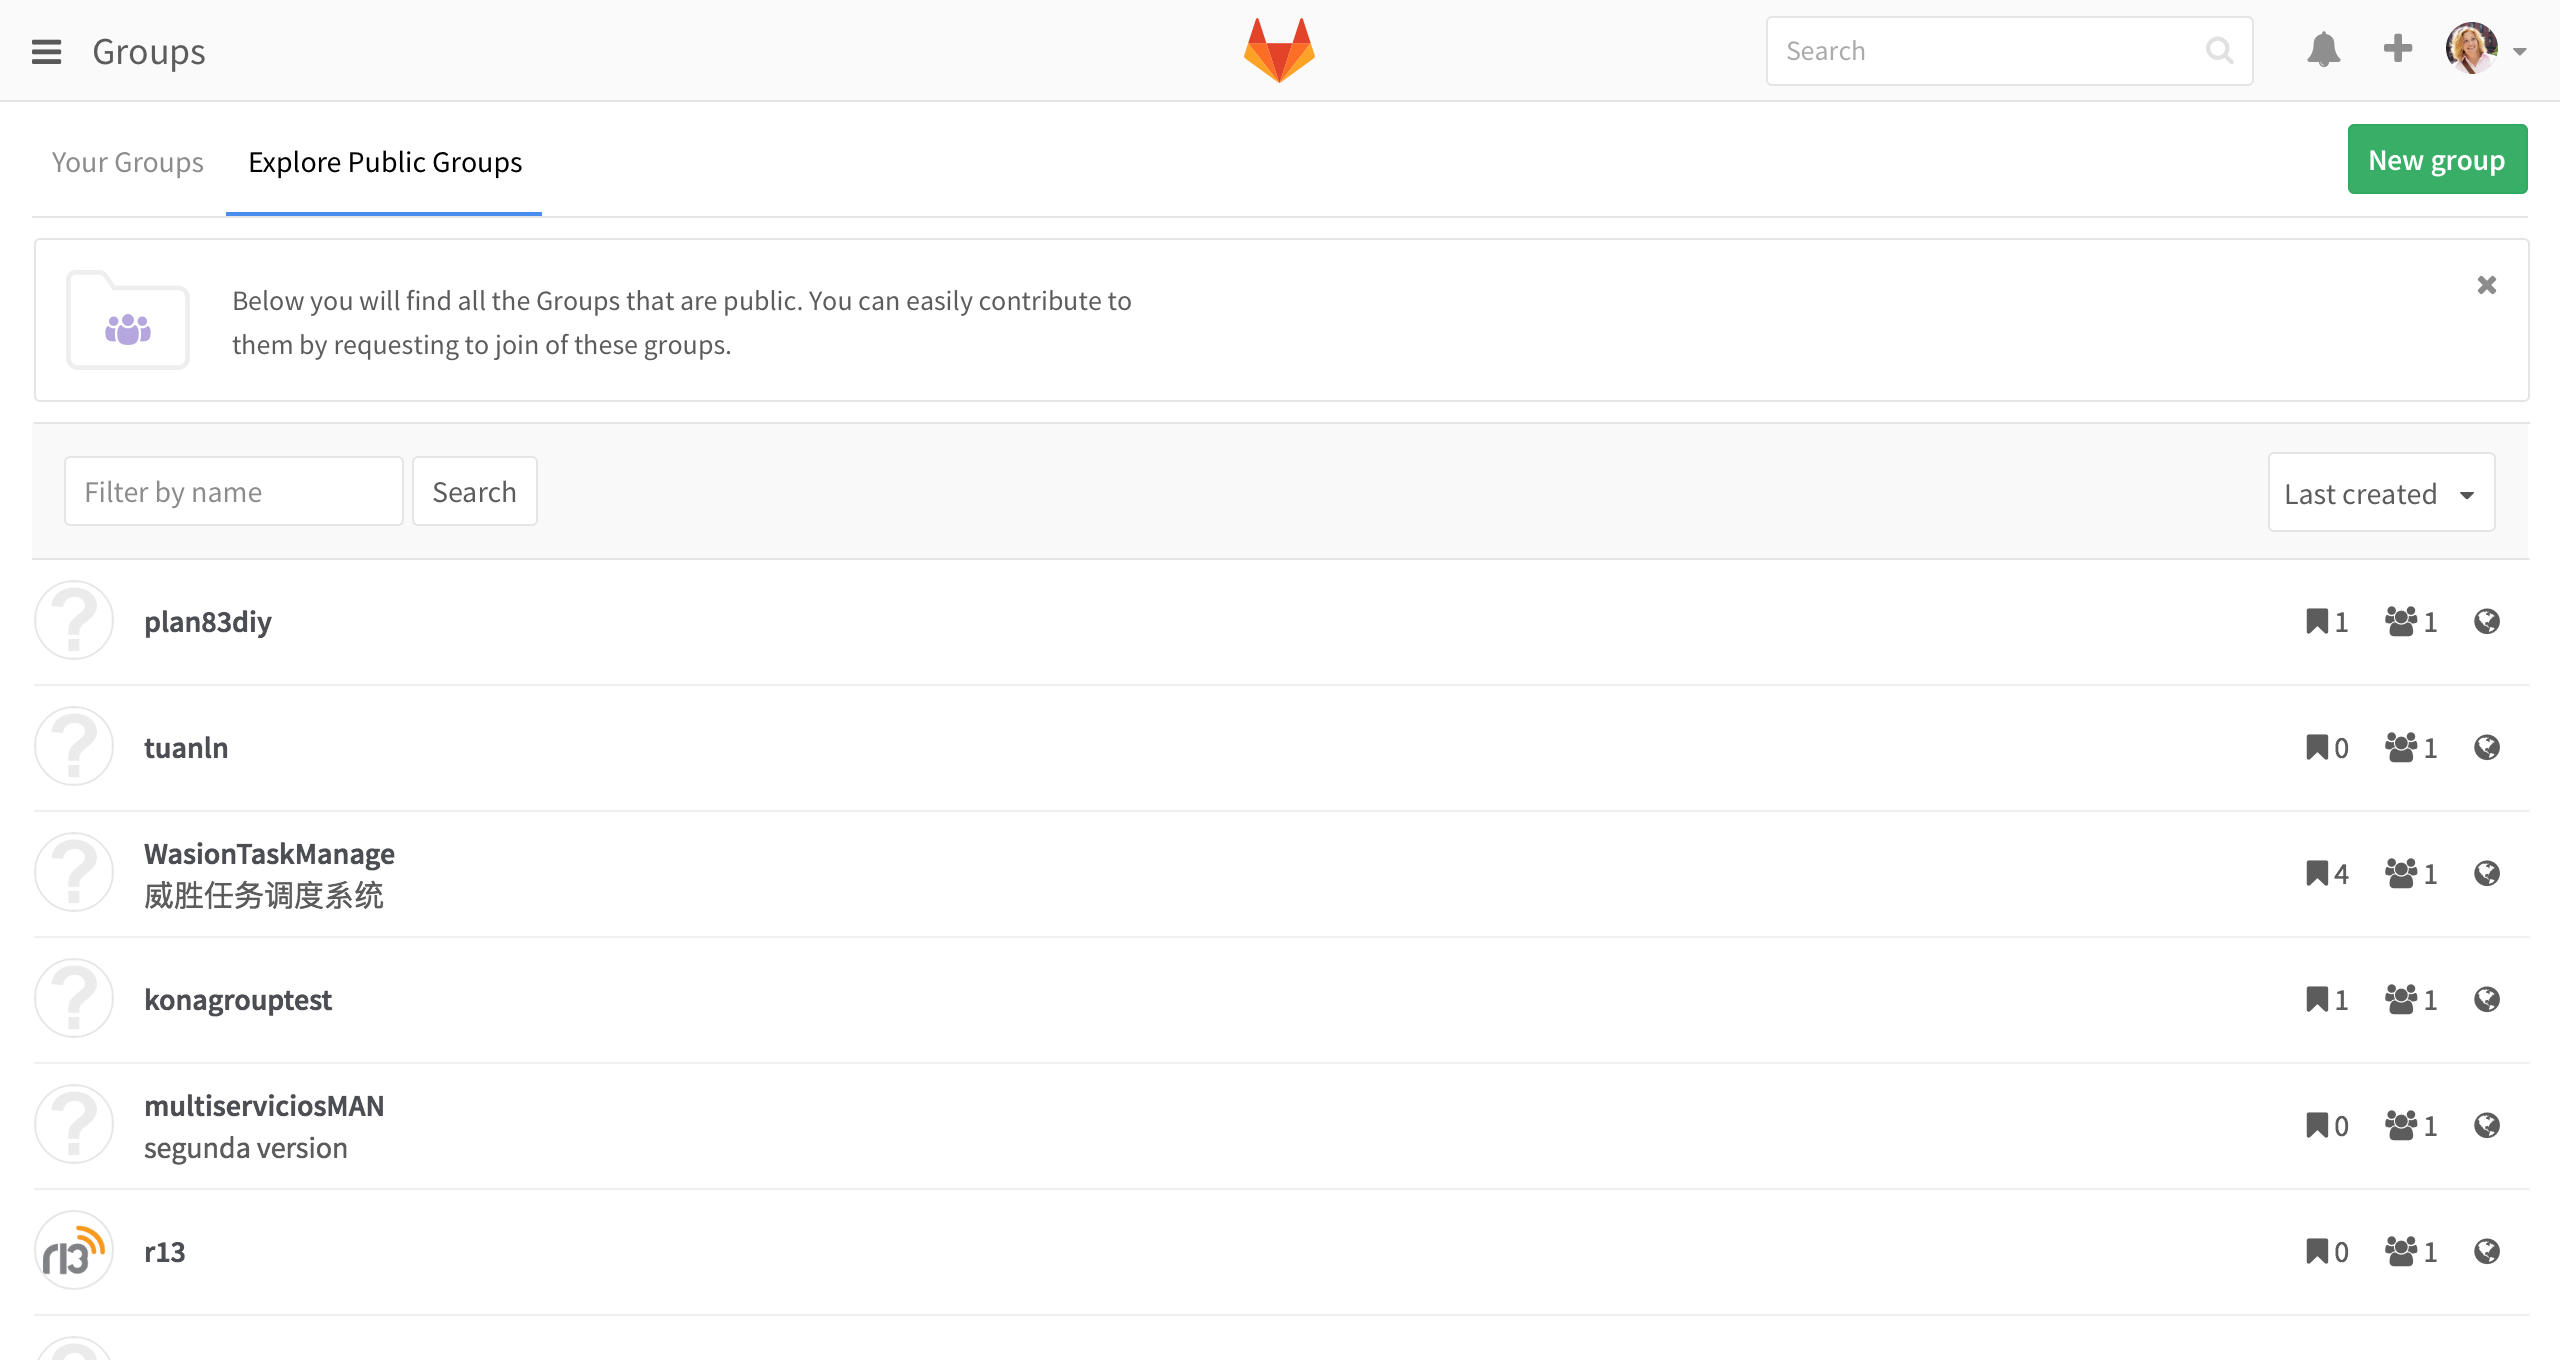 Groups
Search
Your Groups
Explore Public Groups
New group
Below you will find all the Groups that are public. You can easily contribute to
them by requesting to join of these groups.
Filter by name
Search
Last created
plan83diy
1
1
tuanln
0
1
WasionTaskManage
威胜任务调度系统
4
1
konagrouptest
1
1
multiserviciosMAN
segunda version
0
1
r13
r13
0
1